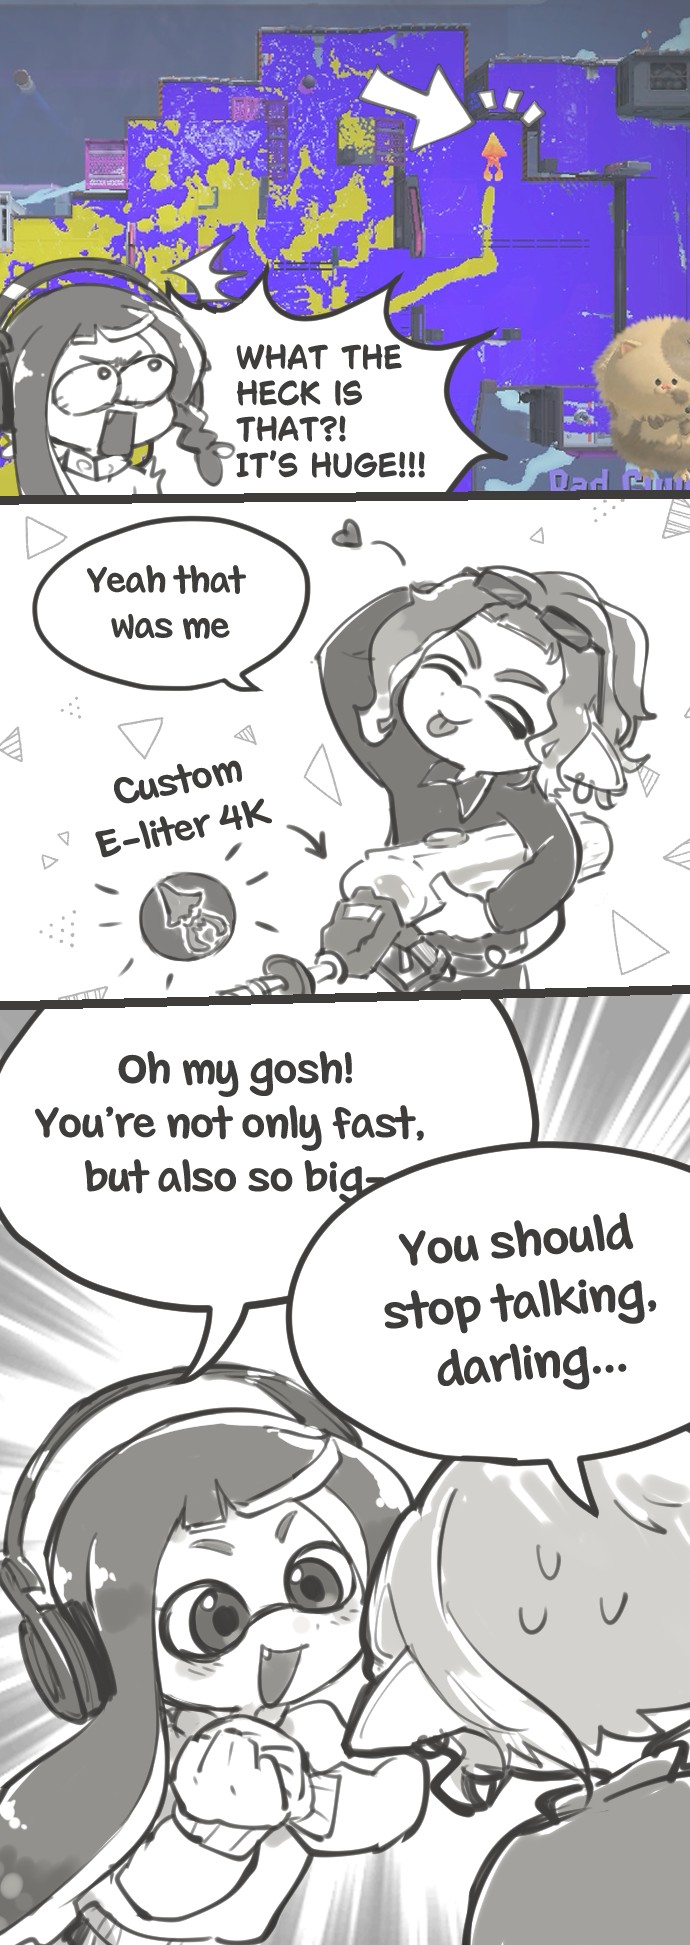 WHAT THE
HECK IS
THAT?!
IT'S HUGE!!!
Yeah that
was me
Custom
E-liter 4K
Oh my gosh!
You're not only fast,
but also so big-
You should
stop talking,
darling...